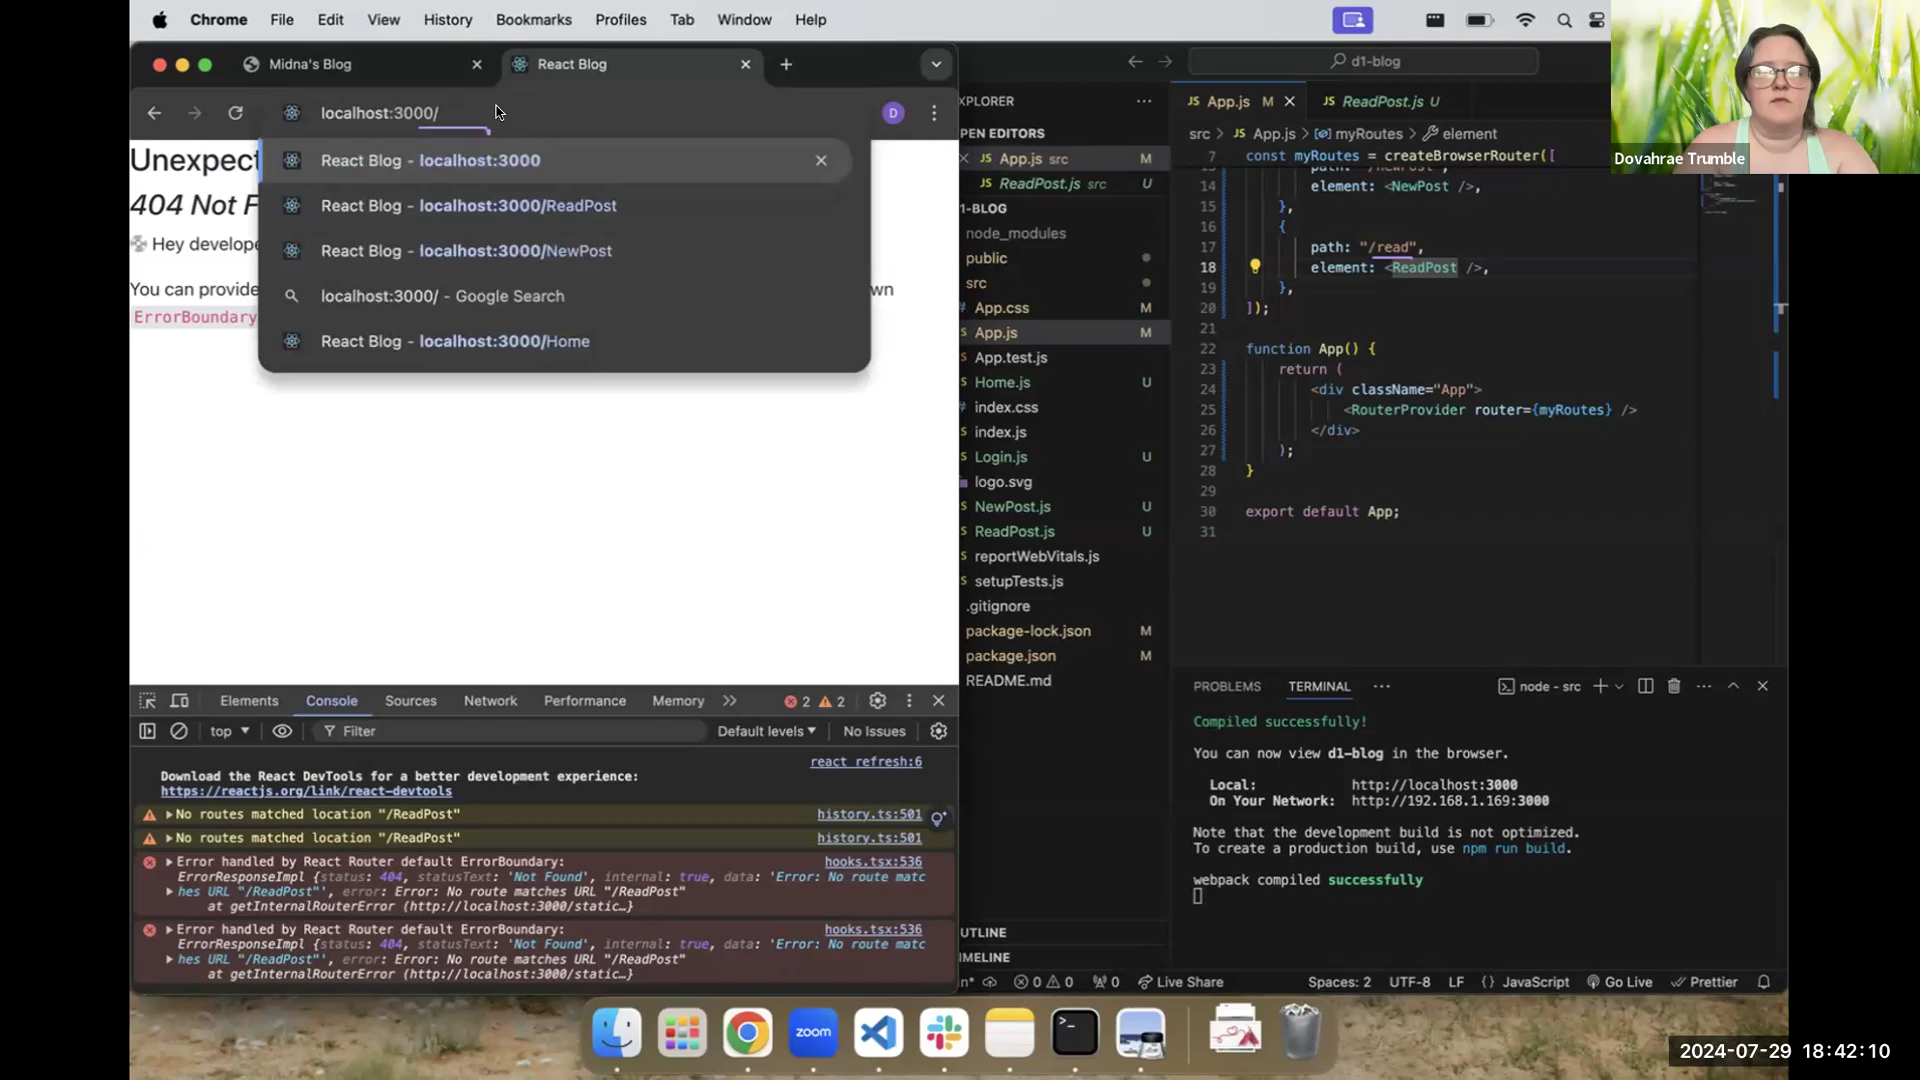 Chrome File Edit View History Bookmarks Profiles Tab Window Help
Midna's Blog
React Blog
localhost:3000/
D
React Blog - localhost:3000
React Blog - localhost:3000/ReadPost
React Blog - localhost:3000/NewPost
localhost:3000/ - Google Search
React Blog - localhost:3000/Home
Unexpect
404 Not F
Hey develope
You can provide
wn
ErrorBoundary
Elements Console Sources Network Performance Memory 2 2
top Filter Default levels No Issues
react refresh:6
Download the React DevTools for a better development experience:
https://reactjs.org/link/react-devtools
No routes matched location "/ReadPost" history.ts:501
No routes matched location "/ReadPost" history.ts:501
Error handled by React Router default ErrorBoundary: hooks.tsx:536
ErrorResponseImpl {status: 404, statusText: 'Not Found', internal: true, data: 'Error: No route matc
hes URL "/ReadPost"', error: Error: No route matches URL "/ReadPost"
at getInternalRouterError (http://localhost:3000/static…}
Error handled by React Router default ErrorBoundary: hooks.tsx:536
ErrorResponseImpl {status: 404, statusText: 'Not Found', internal: true, data: 'Error: No route matc
hes URL "/ReadPost"', error: Error: No route matches URL "/ReadPost"
at getInternalRouterError (http://localhost:3000/static…}
d1-blog
XPLORER
PEN EDITORS
App.js src M
ReadPost.js src U
1-BLOG
node_modules
public
src
App.css M
App.js M
App.test.js
Home.js U
index.css
index.js
Login.js U
logo.svg
NewPost.js U
ReadPost.js U
reportWebVitals.js
setupTests.js
.gitignore
package-lock.json M
package.json M
README.md
UTLINE
IMELINE
JS App.js M
JS ReadPost.js U
src > JS App.js > myRoutes > element
7 const myRoutes = createBrowserRouter([
14 element: <NewPost />,
15 },
16 {
17 path: "/read",
18 element: <ReadPost />,
19 },
20 ]);
21
22 function App() {
23 return (
24 <div className="App">
25 <RouterProvider router={myRoutes} />
26 </div>
27 );
28 }
29
30 export default App;
31
PROBLEMS TERMINAL node - src
Compiled successfully!
You can now view d1-blog in the browser.
Local: http://localhost:3000
On Your Network: http://192.168.1.169:3000
Note that the development build is not optimized.
To create a production build, use npm run build.
webpack compiled successfully
n* 0 0 0 Live Share Spaces: 2 UTF-8 LF {} JavaScript Go Live Prettier
zoom
Dovahrae Trumble
2024-07-29 18:42:10